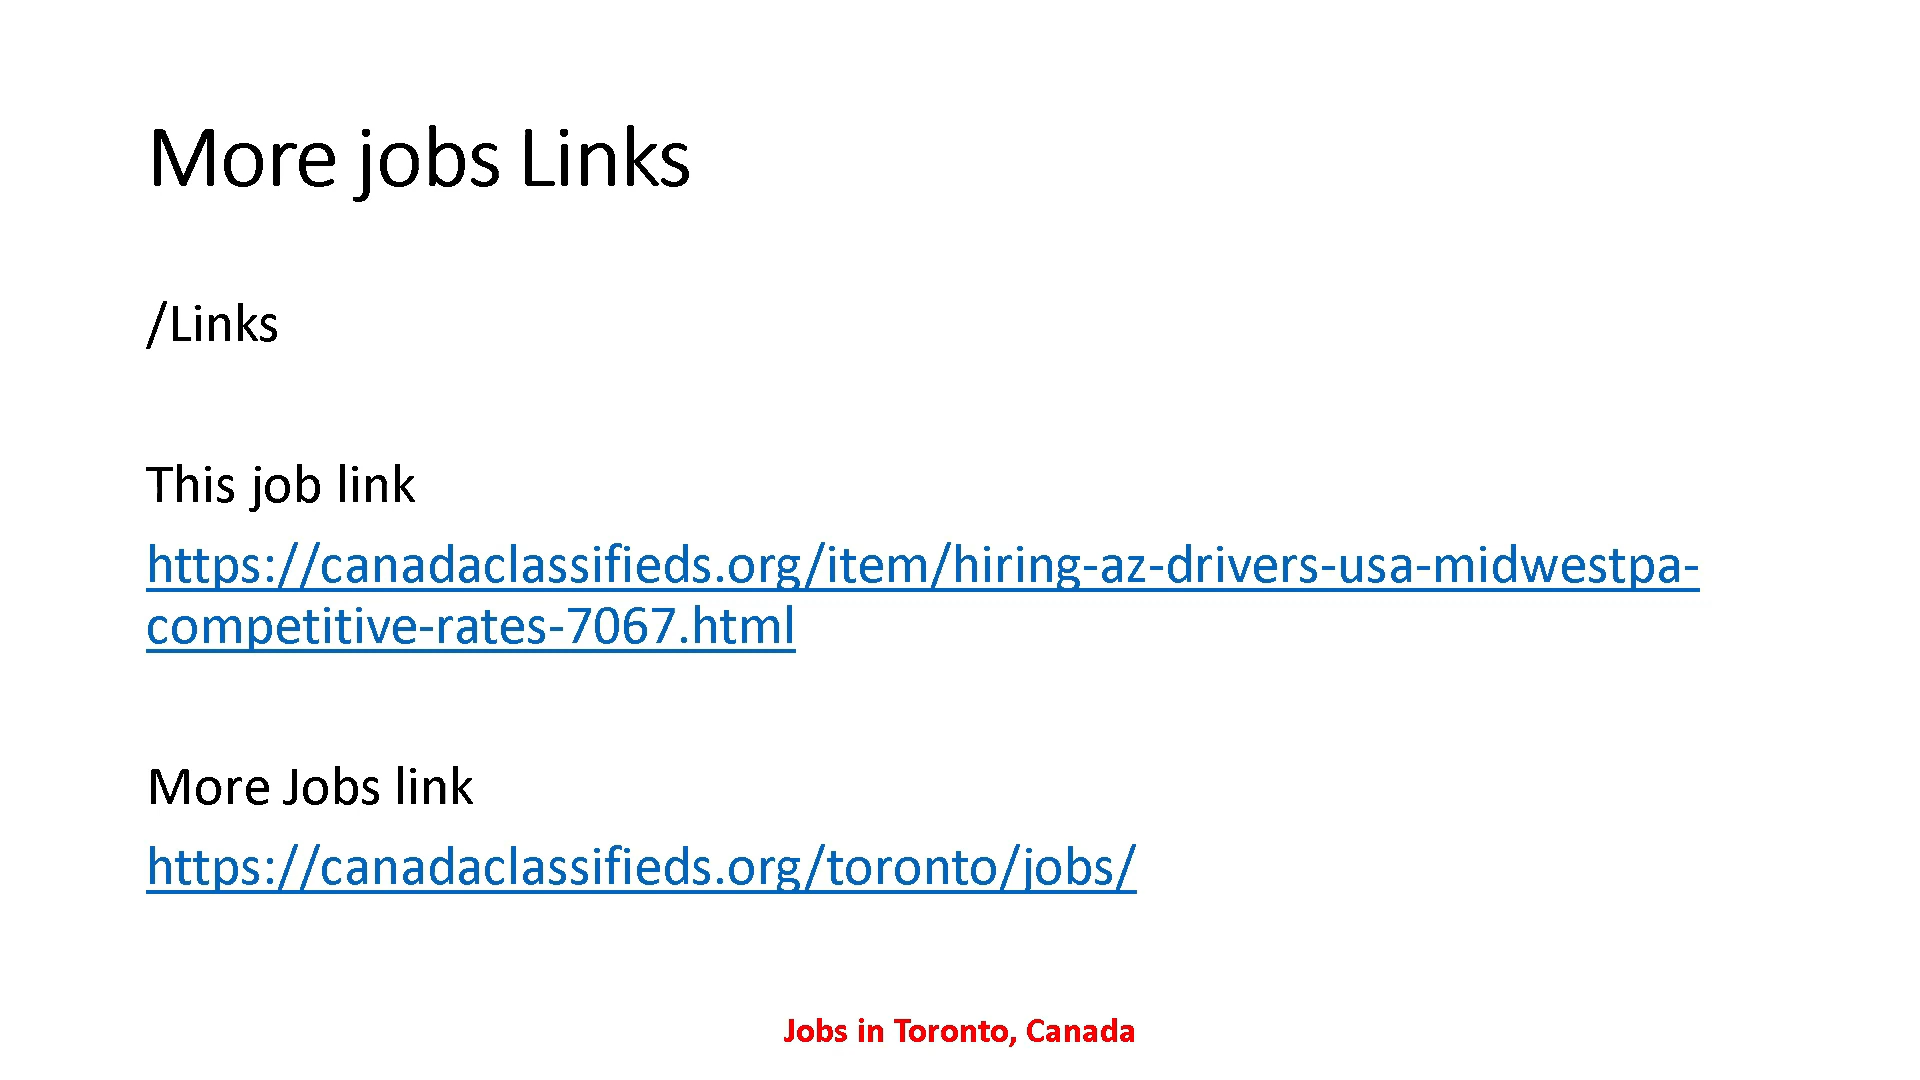 More jobs Links
/Links
This job link
https://canadaclassifieds.org/item/hiring-az-drivers-usa-midwestpa-
competitive-rates-7067.html
More Jobs link
https://canadaclassifieds.org/toronto/jobs/
Jobs in Toronto, Canada